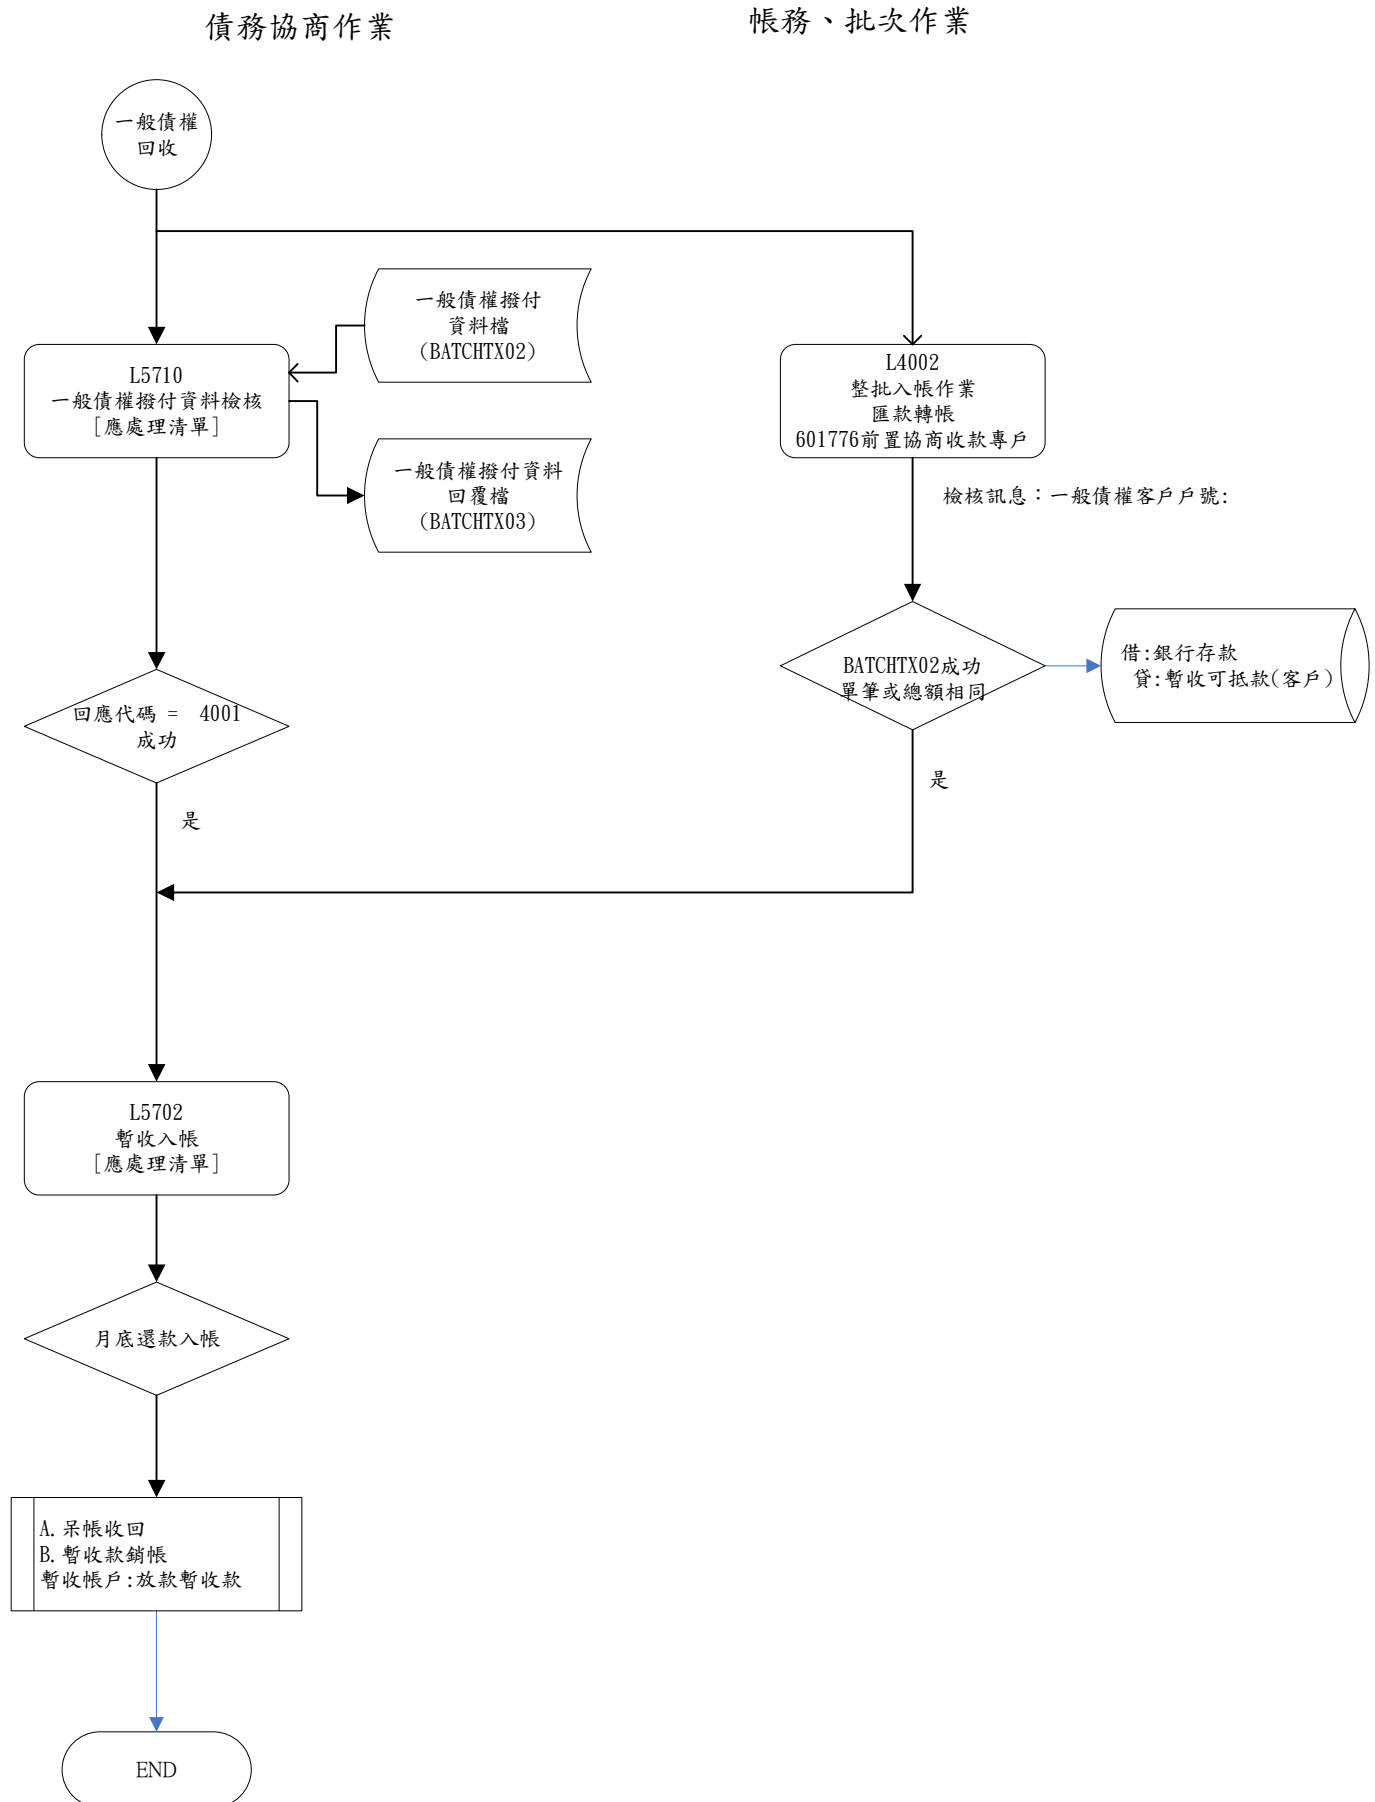 債務協商作業
帳務、批次作業
一般債權
回收
一般債權撥付
資料檔
(BATCHTX02)
L5710
一般債權撥付資料檢核
[應處理清單]
L4002
整批入帳作業
匯款轉帳
601776前置協商收款專戶
一般債權撥付資料
回覆檔
(BATCHTX03)
檢核訊息：一般債權客戶戶號:
BATCHTX02成功
單筆或總額相同
借:銀行存款
貸:暫收可抵款(客戶)
回應代碼 = 4001
成功
是
是
L5702
暫收入帳
[應處理清單]
月底還款入帳
A.呆帳收回
B.暫收款銷帳
暫收帳戶:放款暫收款
END